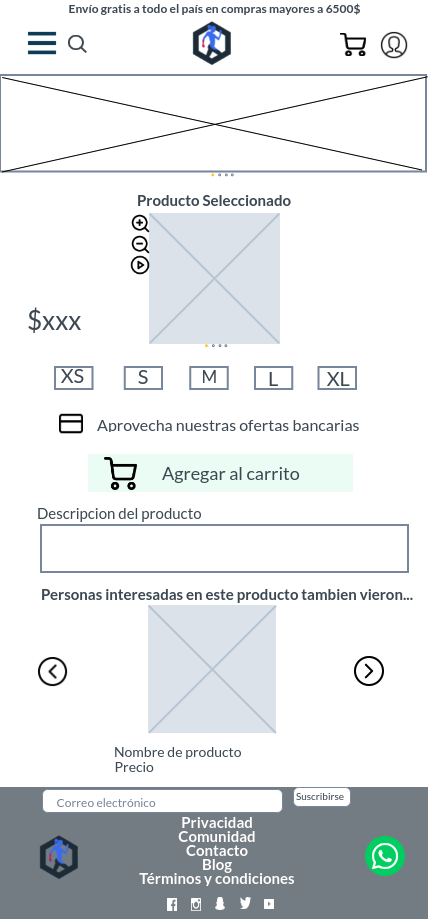 Envío gratis a todo el país en compras mayores a 6500$
Producto Seleccionado
$xxx
XS
S
M
L
XL
Aprovecha nuestras ofertas bancarias
Agregar al carrito
Descripcion del producto
Personas interesadas en este producto tambien vieron...
Nombre de producto
Precio
Correo electrónico
Suscribirse
Privacidad
Comunidad
Contacto
Blog
Términos y condiciones